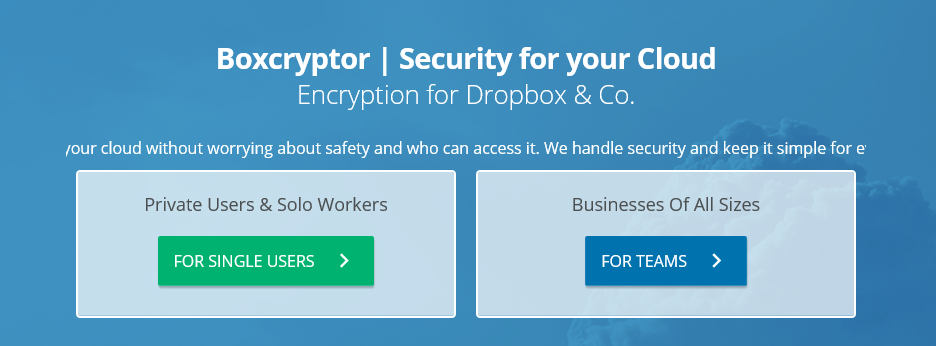 Boxcryptor | Security for your Cloud
Encryption for Dropbox & Co.
your cloud without worrying about safety and who can access it. We handle security and keep it simple for
Private Users & Solo Workers
Businesses Of All Sizes
FOR SINGLE USERS
FOR TEAMS